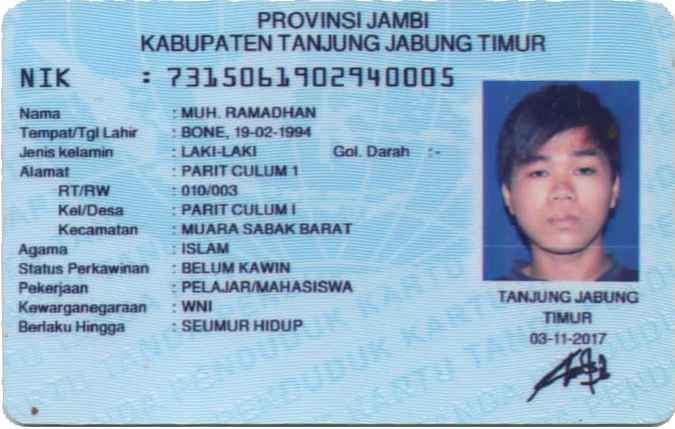 PROVINSI JAMBI
KABUPATEN TANJUNG JABUNG TIMUR
NIK : 7315061902940005
Nama : MUH. RAMADHAN
Tempat/Tgl Lahir : BONE, 19-02-1994
Jenis kelamin : LAKI-LAKI Gol. Darah :-
Alamat : PARIT CULUM 1
RT/RW : 010/003
Kel/Desa : PARIT CULUM I
Kecamatan : MUARA SABAK BARAT
Agama : ISLAM
Status Perkawinan : BELUM KAWIN
Pekerjaan : PELAJAR/MAHASISWA
Kewarganegaraan : WNI
Berlaku Hingga : SEUMUR HIDUP
TANJUNG JABUNG
TIMUR
03-11-2017